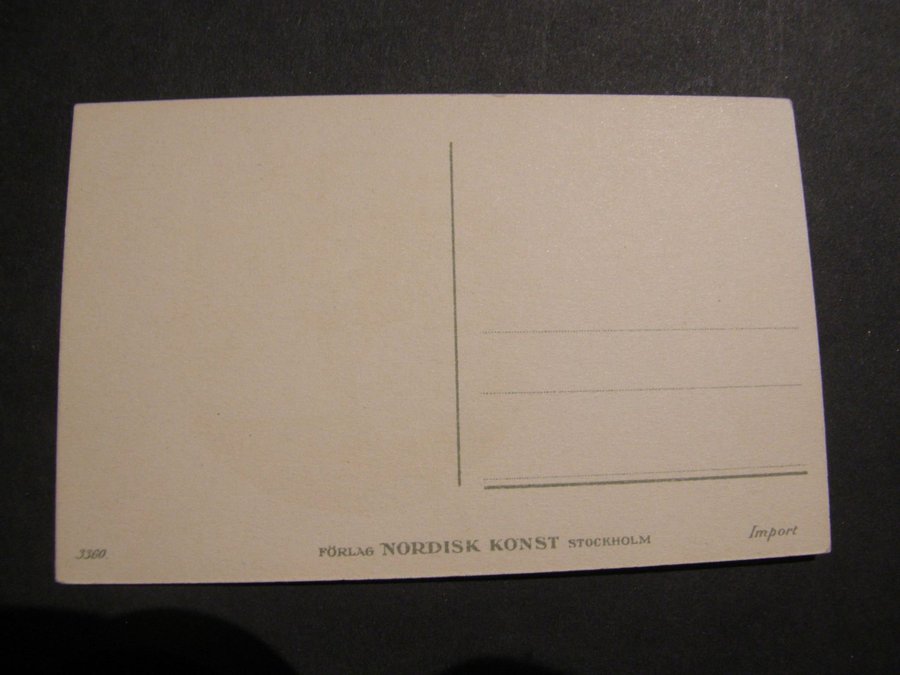 3360
FÖRLAG NORDISK KONST STOCKHOLM
Import